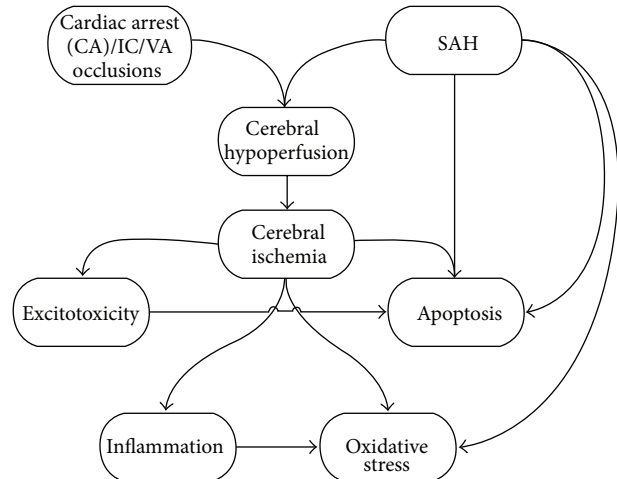 Cardiac arrest
(CA)/IC/VA
occlusions
SAH
Cerebral
hypoperfusion
Cerebral
ischemia
Excitotoxicity
Apoptosis
Inflammation
Oxidative
stress